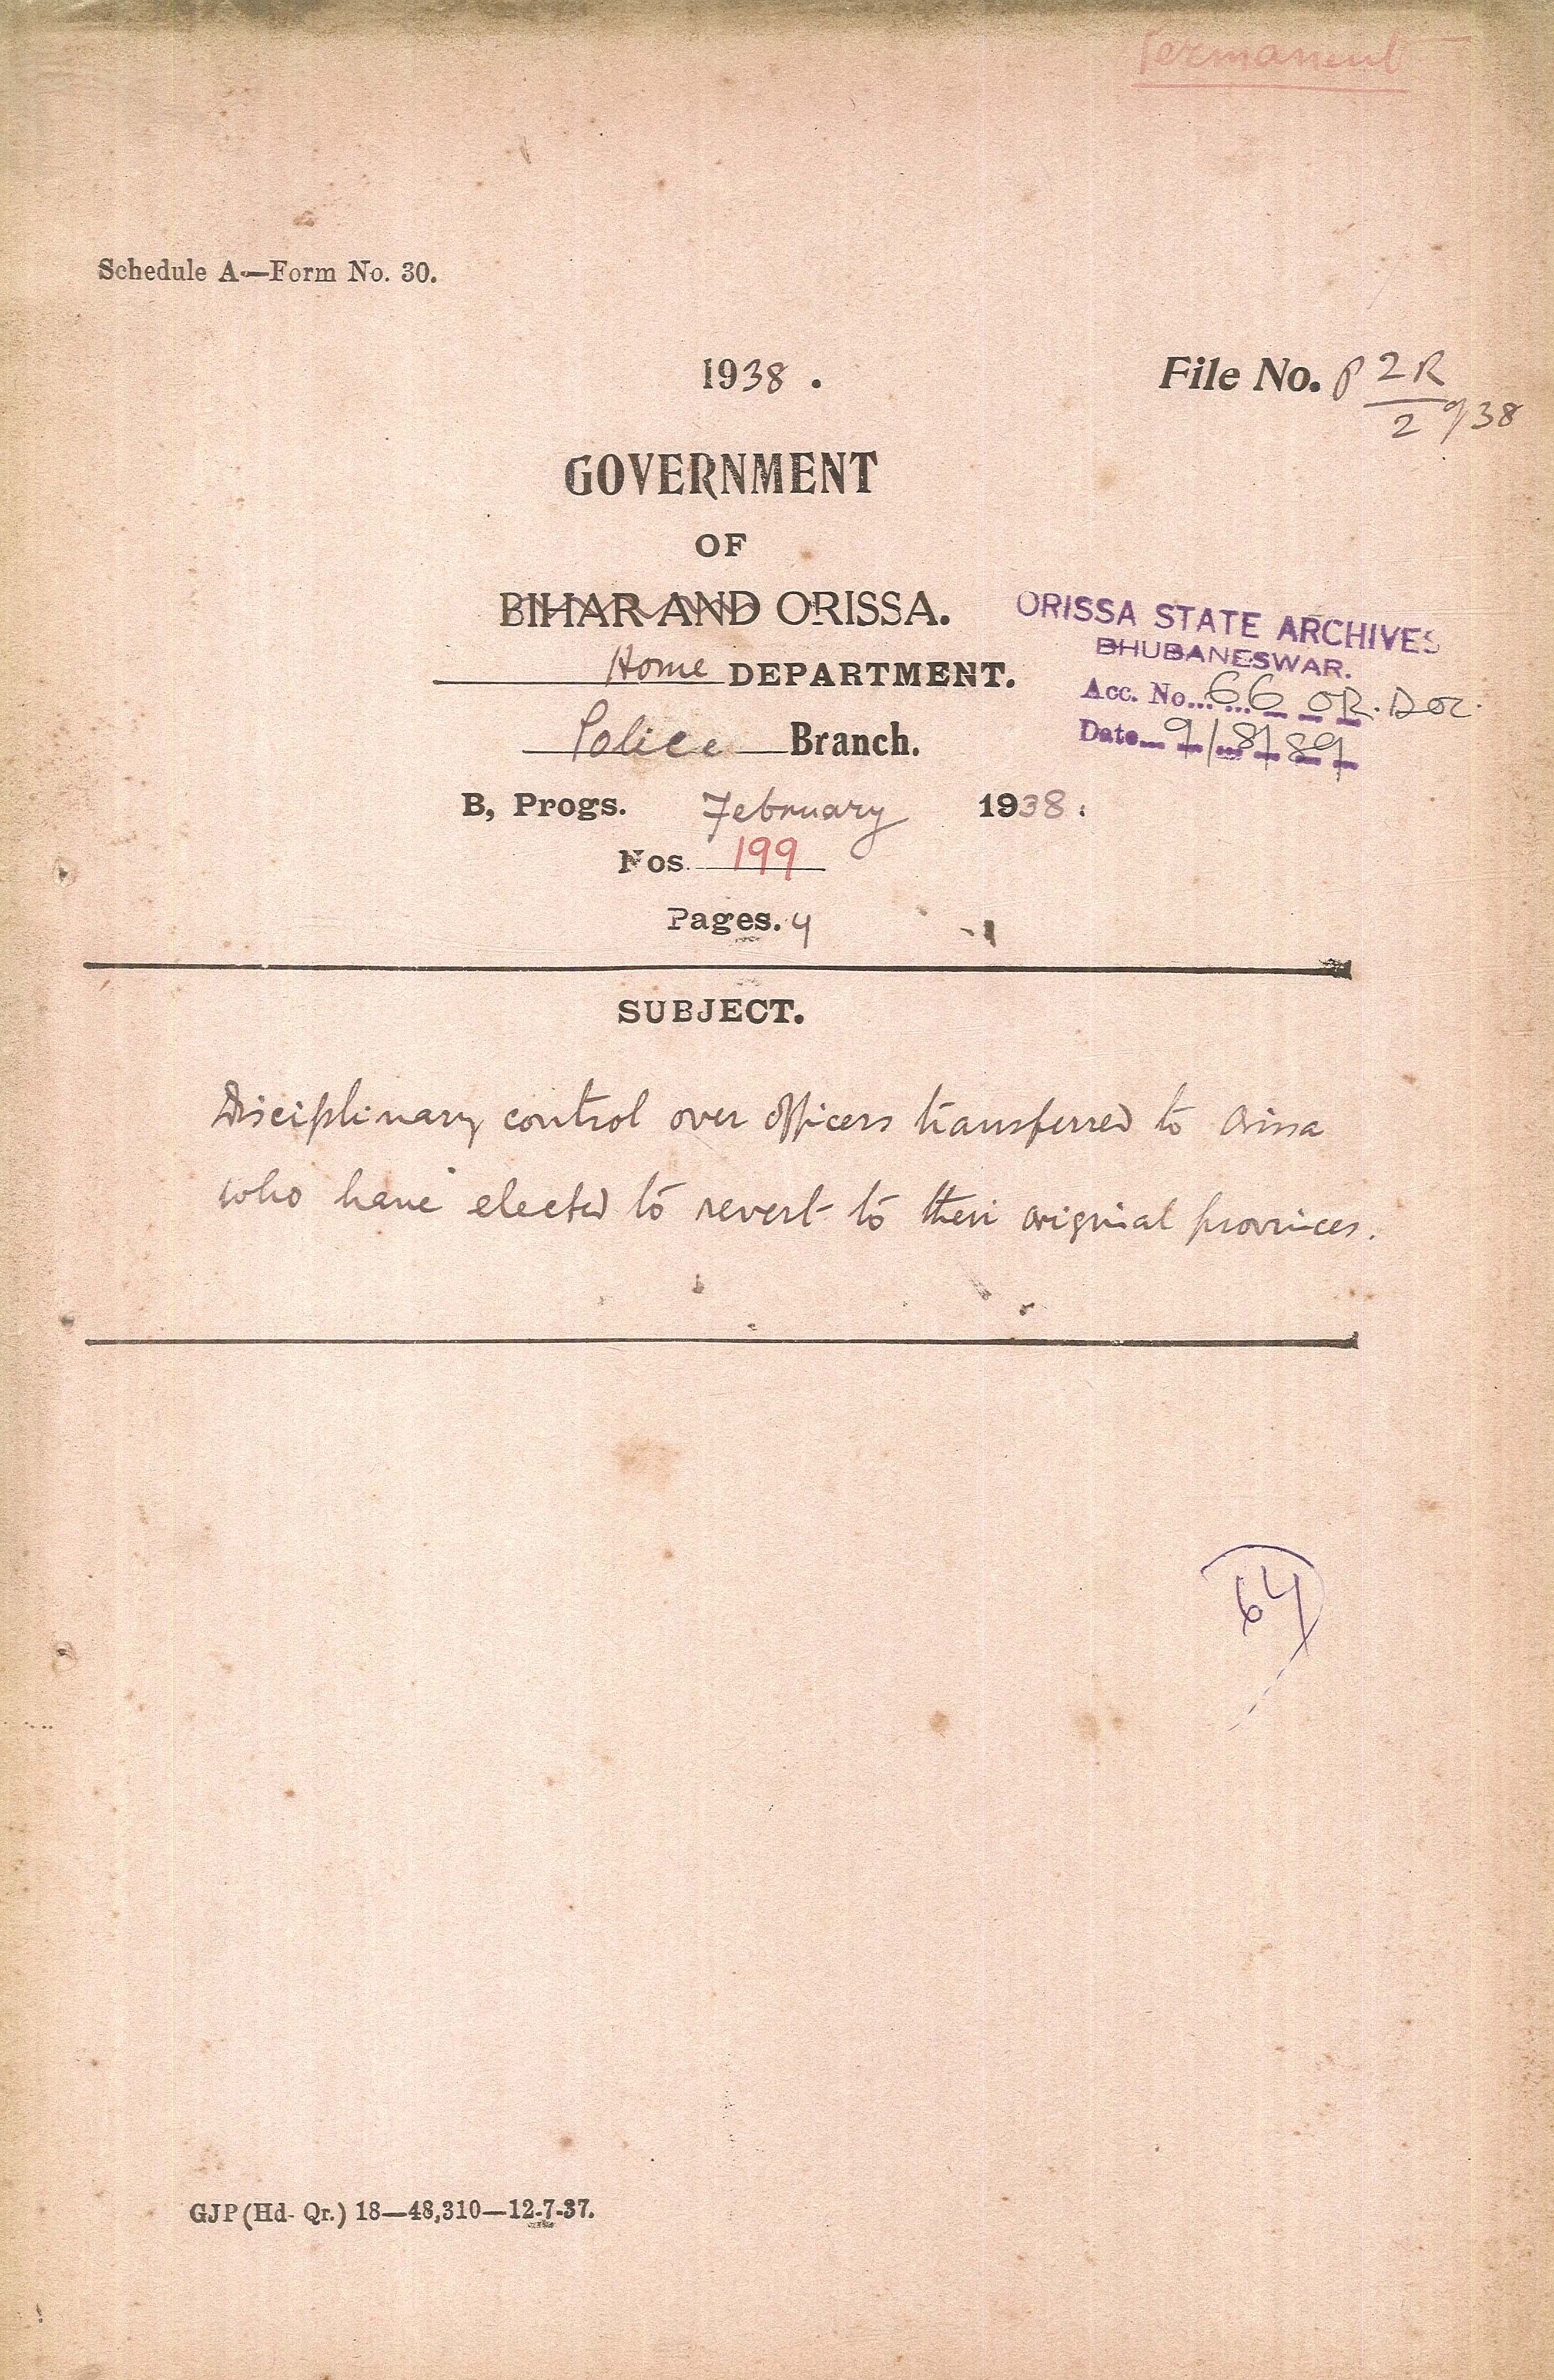 Permanent
Schedule A—Form No. 30.
1938.
File No. P 2R/2 of 38
GOVERNMENT
OF
BIHAR AND ORISSA.
ORISSA STATE ARCHIVES
BHUBANESWAR.
Home DEPARTMENT.
Acc. No... 66 OR. Doc.
Police Branch.
Date 9/8/89
B, Progs. February 1938.
Nos. 199
Pages. 4
SUBJECT.
Disciplinary control over officers transferred to Orissa
who have elected to revert to their original provinces.
64
GJP (Hd- Qr.) 18—48,310—12-7-37.